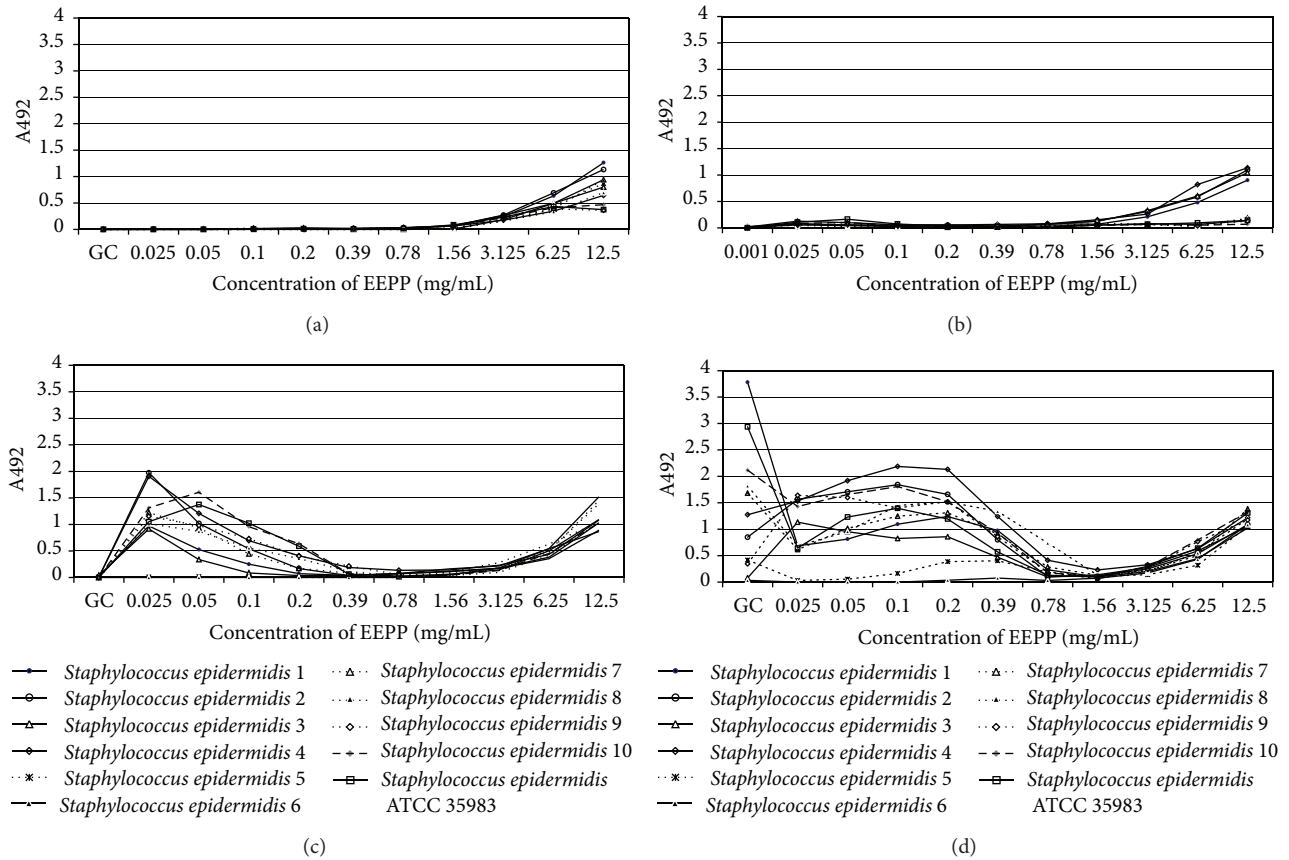 4
3.5
3
2.5
2
1.5
1
0.5
0
A492
GC 0.025 0.05 0.1 0.2 0.39 0.78 1.56 3.125 6.25 12.5
Concentration of EEPP (mg/mL)
(a)
4
3.5
3
2.5
2
1.5
1
0.5
0
A492
0.001 0.025 0.05 0.1 0.2 0.39 0.78 1.56 3.125 6.25 12.5
Concentration of EEPP (mg/mL)
(b)
4
3.5
3
2.5
2
1.5
1
0.5
0
A492
GC 0.025 0.05 0.1 0.2 0.39 0.78 1.56 3.125 6.25 12.5
Concentration of EEPP (mg/mL)
Staphylococcus epidermidis 1
Staphylococcus epidermidis 2
Staphylococcus epidermidis 3
Staphylococcus epidermidis 4
Staphylococcus epidermidis 5
Staphylococcus epidermidis 6
Staphylococcus epidermidis 7
Staphylococcus epidermidis 8
Staphylococcus epidermidis 9
Staphylococcus epidermidis 10
Staphylococcus epidermidis
ATCC 35983
(c)
4
3.5
3
2.5
2
1.5
1
0.5
0
A492
GC 0.025 0.05 0.1 0.2 0.39 0.78 1.56 3.125 6.25 12.5
Concentration of EEPP (mg/mL)
Staphylococcus epidermidis 1
Staphylococcus epidermidis 2
Staphylococcus epidermidis 3
Staphylococcus epidermidis 4
Staphylococcus epidermidis 5
Staphylococcus epidermidis 6
Staphylococcus epidermidis 7
Staphylococcus epidermidis 8
Staphylococcus epidermidis 9
Staphylococcus epidermidis 10
Staphylococcus epidermidis
ATCC 35983
(d)